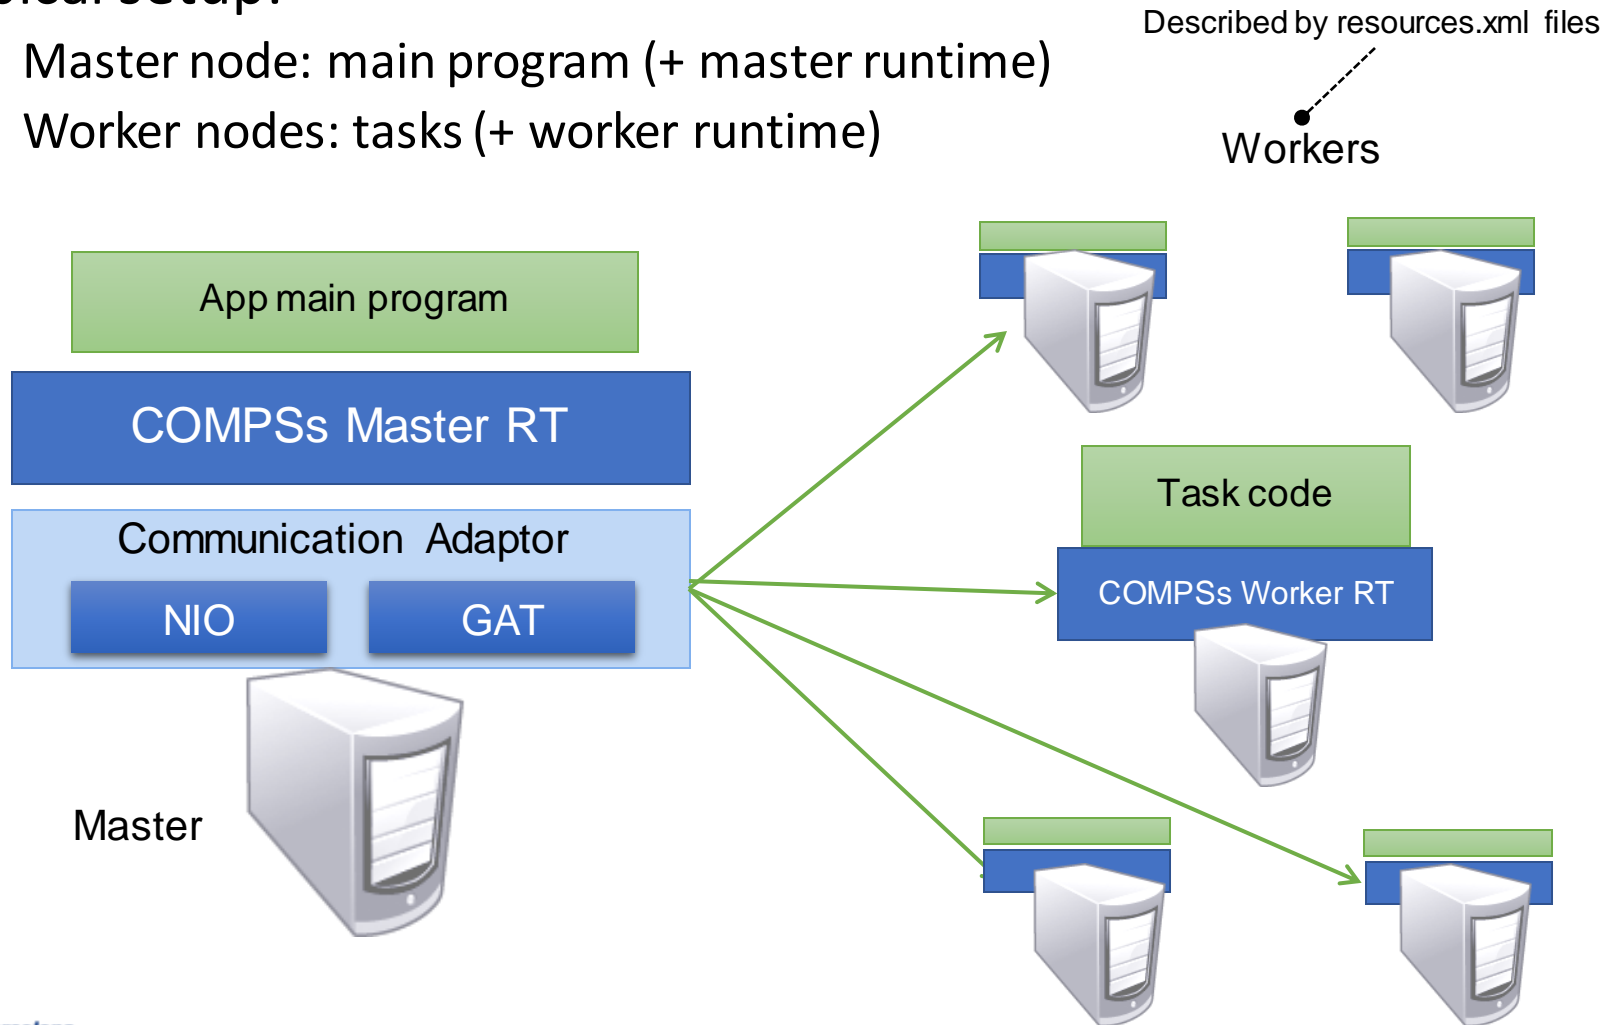 setup:
Master node: main program (+ master runtime)
Worker nodes: tasks (+ worker runtime)
Described by resources.xml files
Workers
App main program
COMPSs Master RT
Communication Adaptor
NIO
GAT
Master
Task code
COMPSs Worker RT